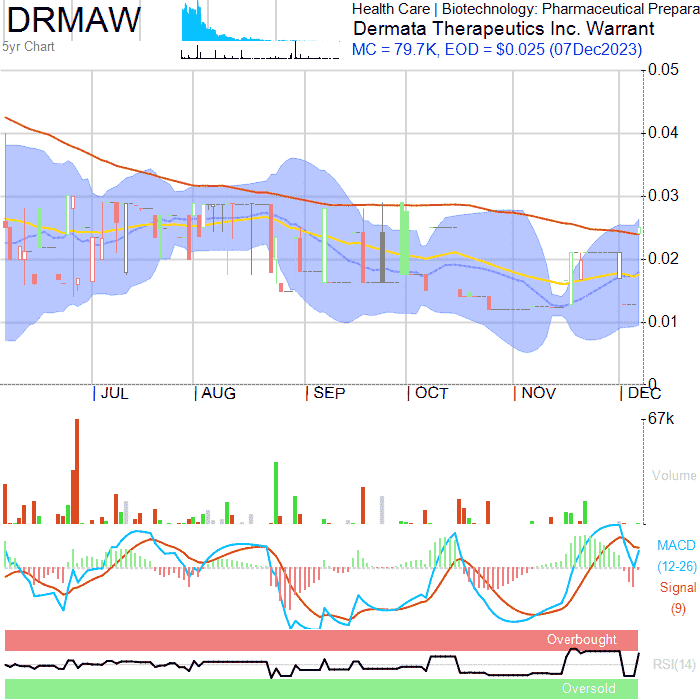 DRMAW
5yr Chart
Health Care | Biotechnology: Pharmaceutical Prepara
Dermata Therapeutics Inc. Warrant
MC = 79.7K, EOD = $0.025 (07Dec2023)
0.05
0.04
0.03
0.02
0.01
0
JUL AUG SEP OCT NOV DEC
67k
Volume
MACD
(12-26)
Signal
(9)
Overbought
RSI(14)
Oversold